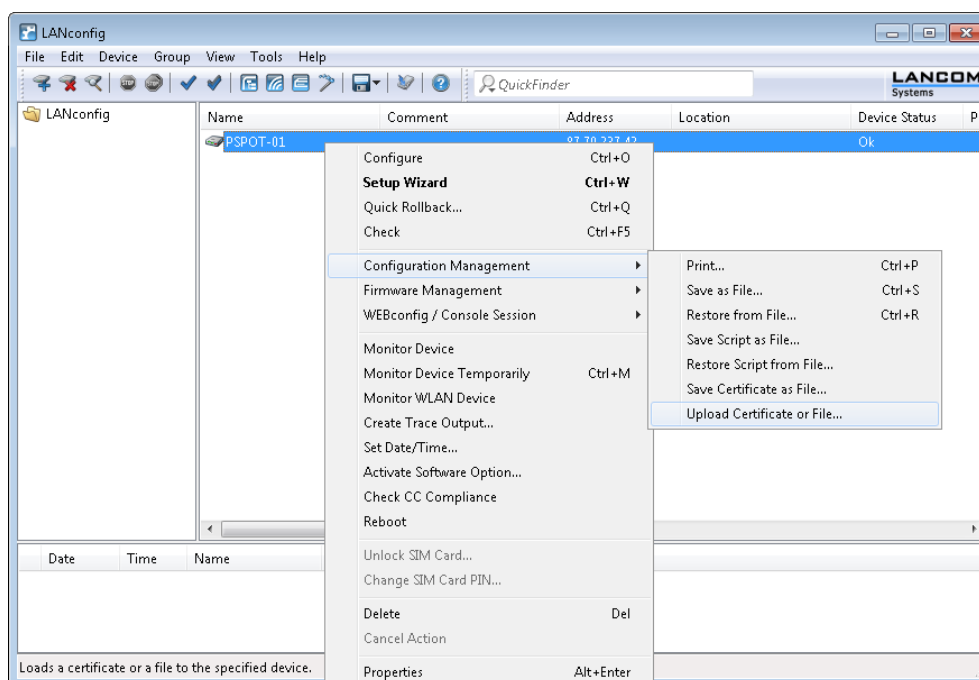 LANconfig
File Edit Device Group View Tools Help
QuickFinder
LANCOM
Systems
LANconfig
Name Comment Address Location Device Status P
PSPOT-01 Ok
Configure Ctrl+O
Setup Wizard Ctrl+W
Quick Rollback... Ctrl+Q
Check Ctrl+F5
Configuration Management
Firmware Management
WEBconfig / Console Session
Monitor Device
Monitor Device Temporarily Ctrl+M
Monitor WLAN Device
Create Trace Output...
Set Date/Time...
Activate Software Option...
Check CC Compliance
Reboot
Unlock SIM Card...
Change SIM Card PIN...
Delete Del
Cancel Action
Properties Alt+Enter
Print... Ctrl+P
Save as File... Ctrl+S
Restore from File... Ctrl+R
Save Script as File...
Restore Script from File...
Save Certificate as File...
Upload Certificate or File...
Date Time Name
Loads a certificate or a file to the specified device.